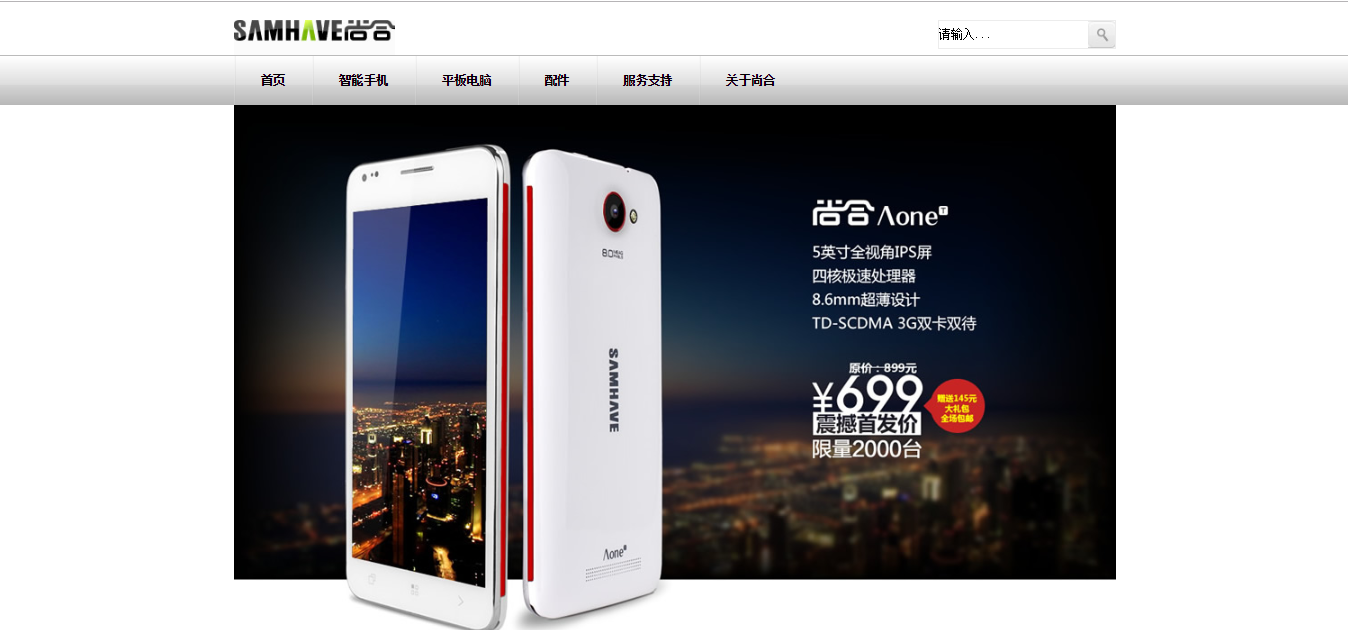 SAMHAVE尚合
请输入...
首页 智能手机 平板电脑 配件 服务支持 关于尚合
尚合 Aone T
5英寸全视角IPS屏
四核极速处理器
8.6mm超薄设计
TD-SCDMA 3G双卡双待
原价：899元
¥699
震撼首发价
限量2000台
赠送145元
大礼包
全场包邮
8.0
SAMHAVE
Aone